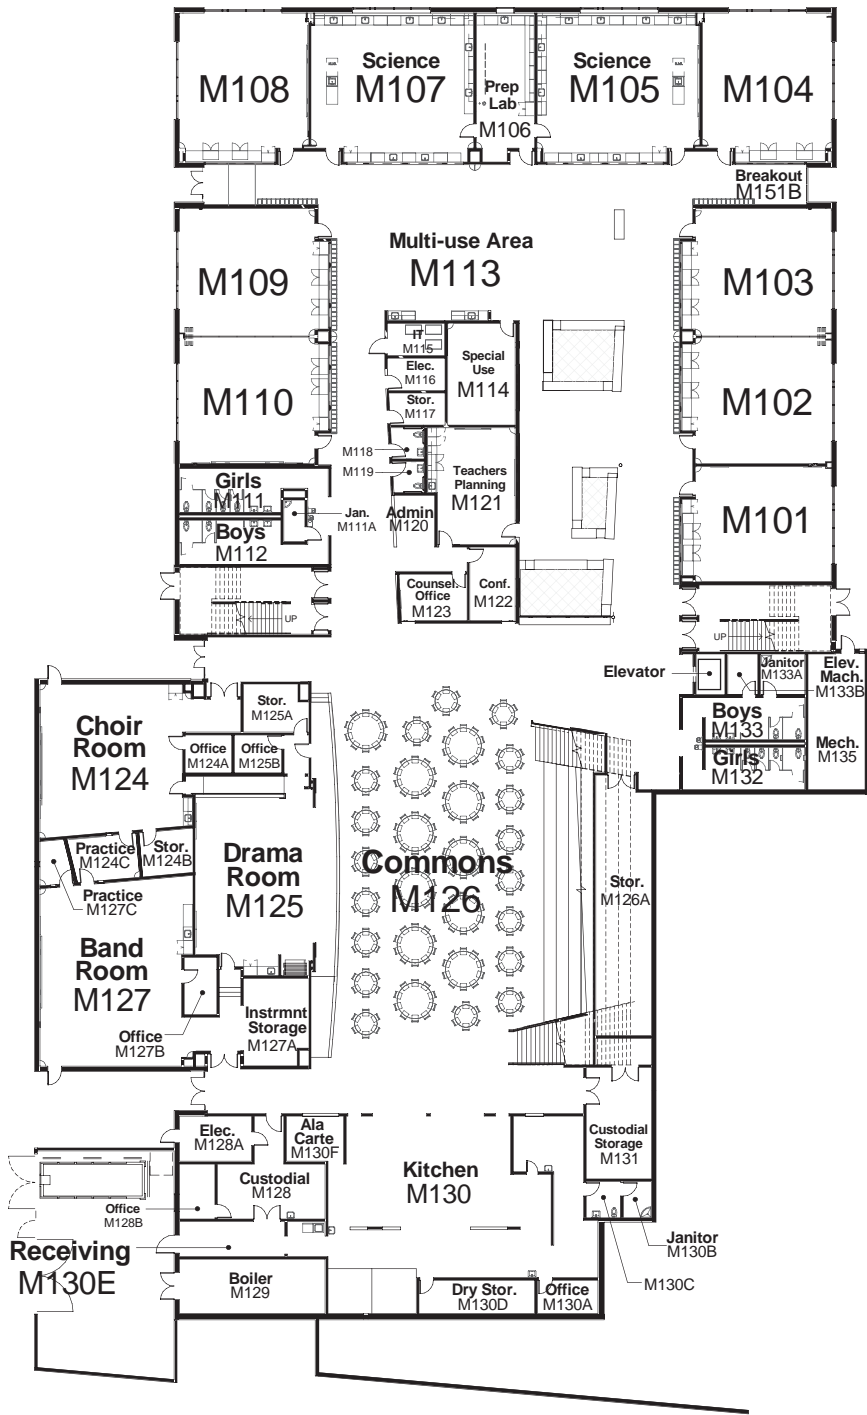 M108
Science
M107
Prep
Lab
M106
Science
M105
M104
Breakout
M151B
Multi-use Area
M113
M109
M103
IT
M115
Elec.
M116
Stor.
M117
Special
Use
M114
M110
M102
M118
M119
Teachers
Planning
M121
Girls
M111
Jan.
M111A
Admin
M120
M101
Boys
M112
Counsel.
Office
M123
Conf.
M122
UP
UP
Elevator
Janitor
M133A
Elev.
Mach.
M133B
Boys
M133
Mech.
M135
Girls
M132
Stor.
M125A
Choir
Room
M124
Office
M124A
Office
M125B
Practice
M124C
Stor.
M124B
Drama
Room
M125
Commons
M126
Stor.
M126A
Practice
M127C
Band
Room
M127
Office
M127B
Instrmnt
Storage
M127A
Elec.
M128A
Ala
Carte
M130F
Custodial
Storage
M131
Kitchen
M130
Custodial
M128
Office
M128B
Receiving
M130E
Janitor
M130B
M130C
Boiler
M129
Dry Stor.
M130D
Office
M130A